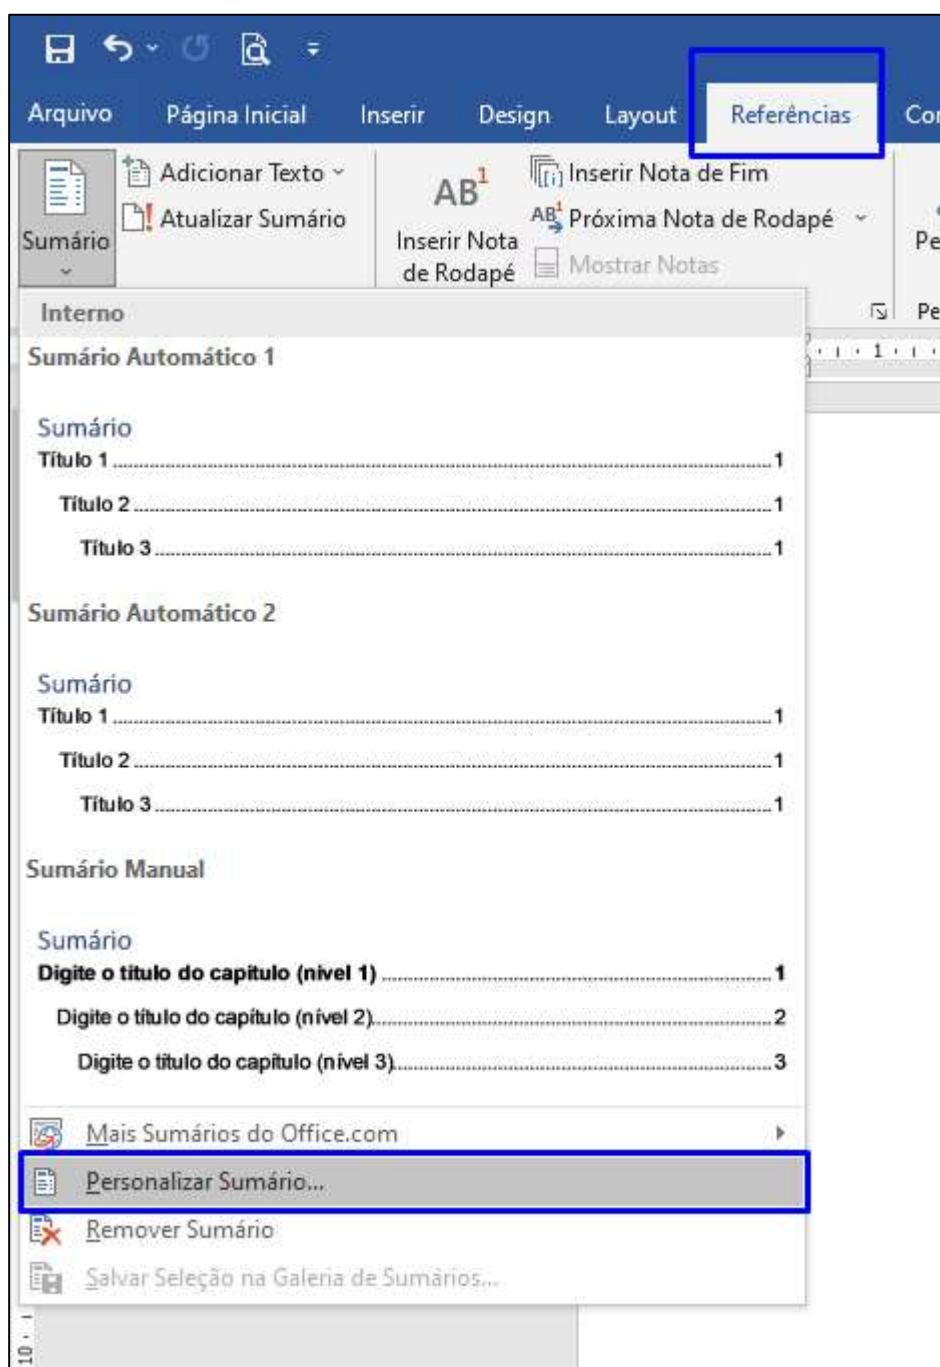 Arquivo Página Inicial Inserir Design Layout Referências
Adicionar Texto
Atualizar Sumário
Sumário
AB1
Inserir Nota
de Rodapé
Inserir Nota de Fim
Próxima Nota de Rodapé
Mostrar Notas
Interno
Sumário Automático 1
Sumário
Título 1 1
Título 2 1
Título 3 1
Sumário Automático 2
Sumário
Título 1 1
Título 2 1
Título 3 1
Sumário Manual
Sumário
Digite o título do capítulo (nível 1) 1
Digite o título do capítulo (nível 2) 2
Digite o título do capítulo (nível 3) 3
Mais Sumários do Office.com
Personalizar Sumário...
Remover Sumário
Salvar Seleção na Galeria de Sumários...
1
10